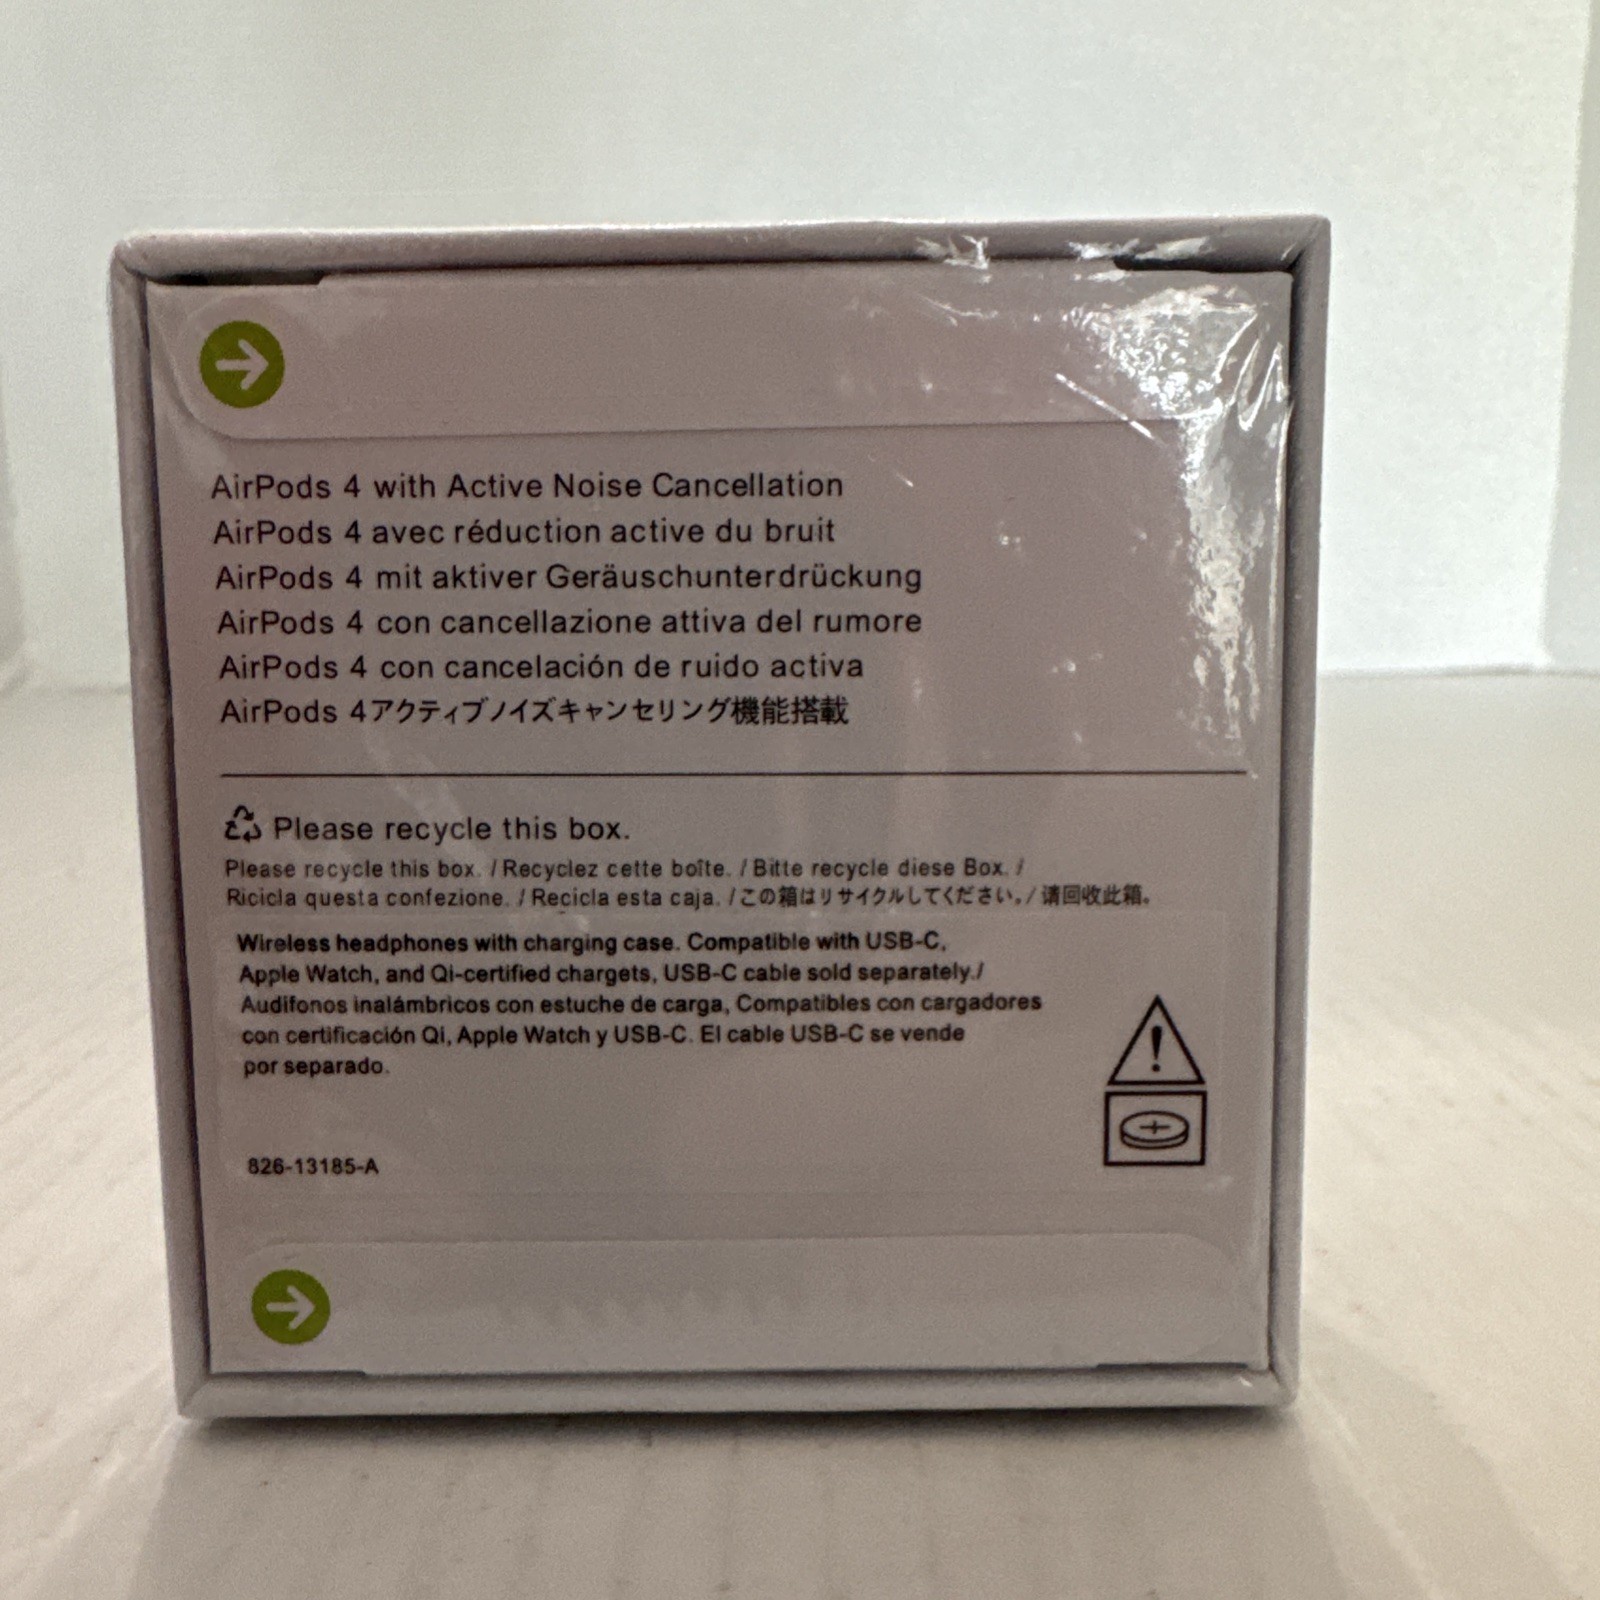 AirPods 4 with Active Noise Cancellation
AirPods 4 avec réduction active du bruit
AirPods 4 mit aktiver Geräuschunterdrückung
AirPods 4 con cancellazione attiva del rumore
AirPods 4 con cancelación de ruido activa
AirPods 4アクティブノイズキャンセリング機能搭載
Please recycle this box.
Please recycle this box. / Recyclez cette boîte. / Bitte recycle diese Box. /
Ricicla questa confezione. / Recicla esta caja. / この箱はリサイクルしてください。/ 请回收此箱。
Wireless headphones with charging case. Compatible with USB-C,
Apple Watch, and Qi-certified chargets, USB-C cable sold separately./
Audifonos inalámbricos con estuche de carga, Compatibles con cargadores
con certificación Qi, Apple Watch y USB-C. El cable USB-C se vende
por separado.
826-13185-A